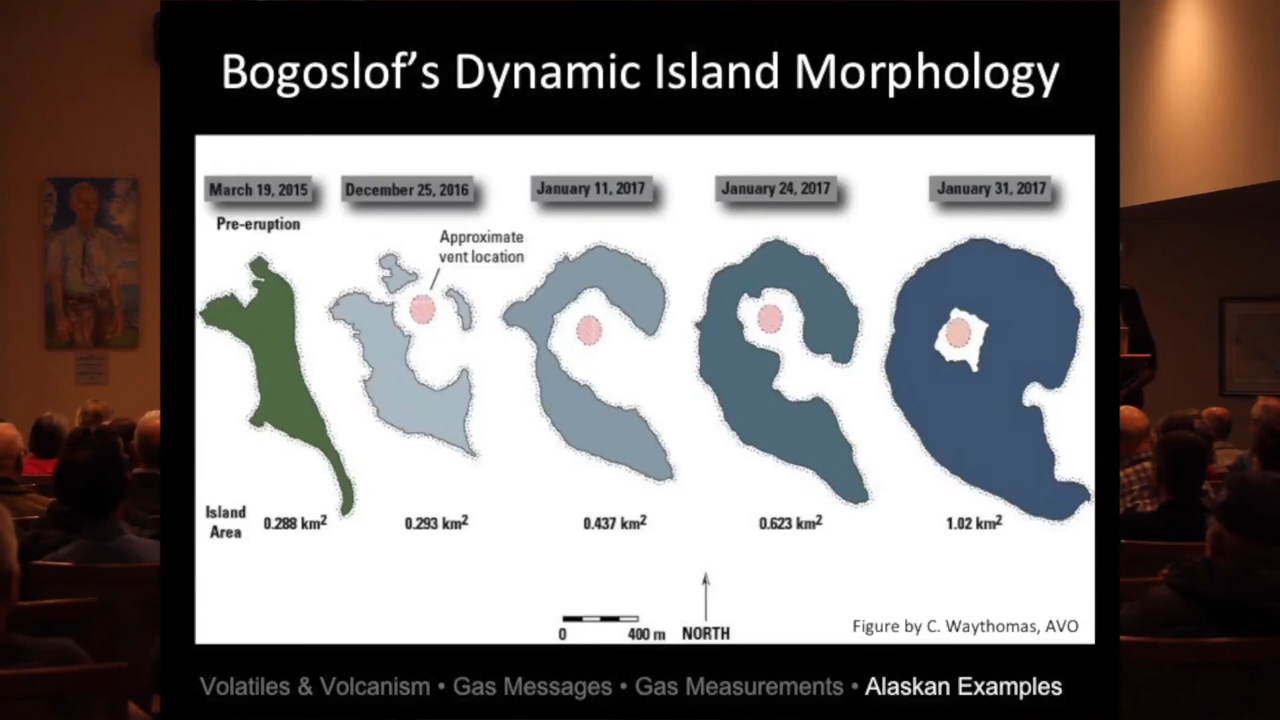 Bogoslof’s Dynamic Island Morphology
March 19, 2015
December 25, 2016
January 11, 2017
January 24, 2017
January 31, 2017
Pre-eruption
Approximate
vent location
Island
Area
0.288 km²
0.293 km²
0.437 km²
0.623 km²
1.02 km²
0
400 m
NORTH
Figure by C. Waythomas, AVO
Volatiles & Volcanism • Gas Messages • Gas Measurements • Alaskan Examples